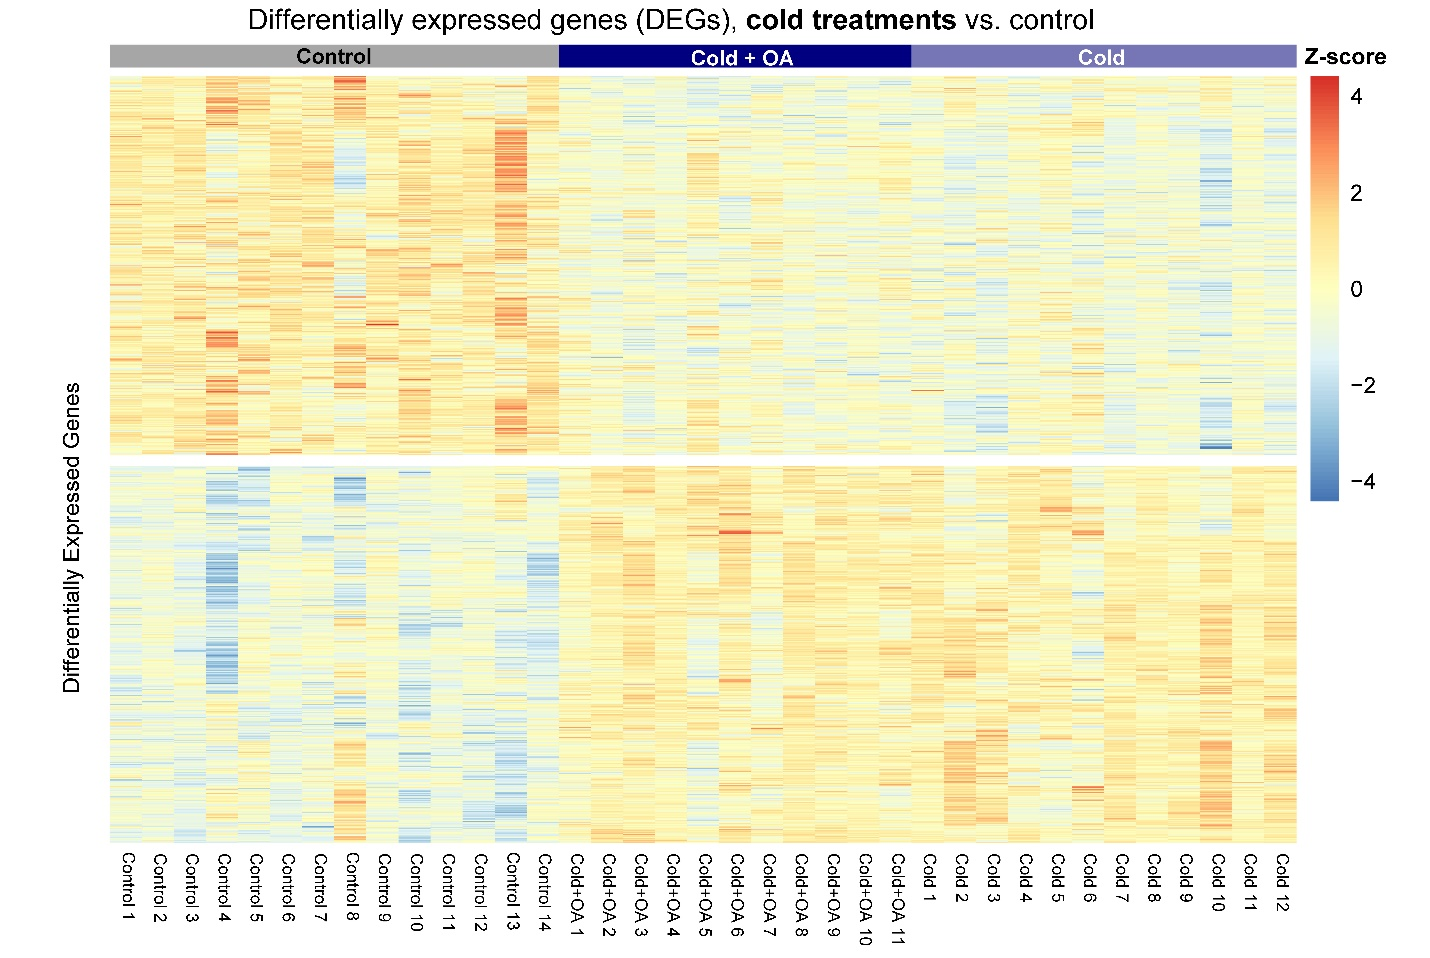 Differentially expressed genes (DEGs), cold treatments vs. control
Control
Cold + OA
Cold
Z-score
4
2
0
−2
−4
Differentially Expressed Genes
Control 1
Control 2
Control 3
Control 4
Control 5
Control 6
Control 7
Control 8
Control 9
Control 10
Control 11
Control 12
Control 13
Control 14
Cold+OA 1
Cold+OA 2
Cold+OA 3
Cold+OA 4
Cold+OA 5
Cold+OA 6
Cold+OA 7
Cold+OA 8
Cold+OA 9
Cold+OA 10
Cold+OA 11
Cold 1
Cold 2
Cold 3
Cold 4
Cold 5
Cold 6
Cold 7
Cold 8
Cold 9
Cold 10
Cold 11
Cold 12